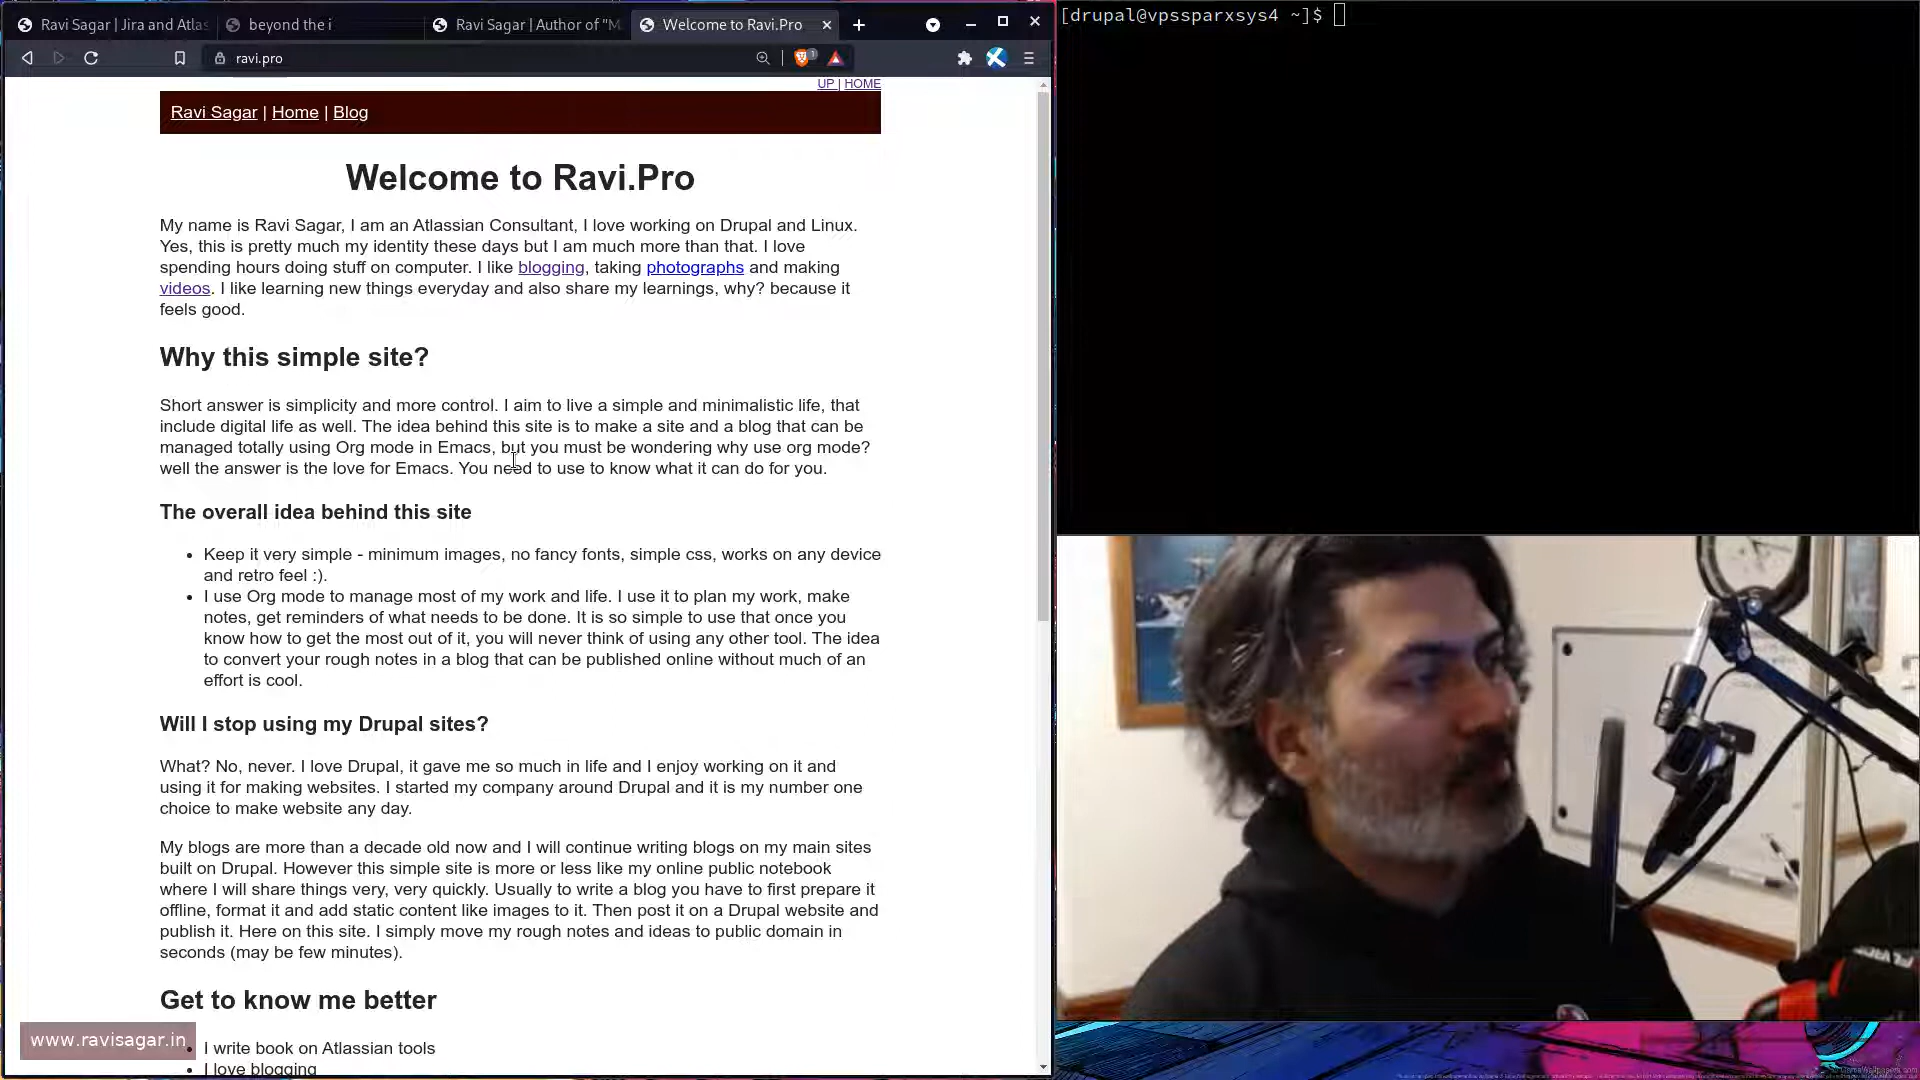 Ravi Sagar | Jira and Atlas
beyond the i
Ravi Sagar | Author of "M
Welcome to Ravi.Pro
ravi.pro
UP | HOME
Ravi Sagar | Home | Blog
Welcome to Ravi.Pro
My name is Ravi Sagar, I am an Atlassian Consultant, I love working on Drupal and Linux.
Yes, this is pretty much my identity these days but I am much more than that. I love
spending hours doing stuff on computer. I like blogging, taking photographs and making
videos. I like learning new things everyday and also share my learnings, why? because it
feels good.
Why this simple site?
Short answer is simplicity and more control. I aim to live a simple and minimalistic life, that
include digital life as well. The idea behind this site is to make a site and a blog that can be
managed totally using Org mode in Emacs, but you must be wondering why use org mode?
well the answer is the love for Emacs. You need to use to know what it can do for you.
The overall idea behind this site
• Keep it very simple - minimum images, no fancy fonts, simple css, works on any device
and retro feel :).
• I use Org mode to manage most of my work and life. I use it to plan my work, make
notes, get reminders of what needs to be done. It is so simple to use that once you
know how to get the most out of it, you will never think of using any other tool. The idea
to convert your rough notes in a blog that can be published online without much of an
effort is cool.
Will I stop using my Drupal sites?
What? No, never. I love Drupal, it gave me so much in life and I enjoy working on it and
using it for making websites. I started my company around Drupal and it is my number one
choice to make website any day.
My blogs are more than a decade old now and I will continue writing blogs on my main sites
built on Drupal. However this simple site is more or less like my online public notebook
where I will share things very, very quickly. Usually to write a blog you have to first prepare it
offline, format it and add static content like images to it. Then post it on a Drupal website and
publish it. Here on this site. I simply move my rough notes and ideas to public domain in
seconds (may be few minutes).
Get to know me better
• I write book on Atlassian tools
• I love blogging
www.ravisagar.in
[drupal@vpssparxsys4 ~]$